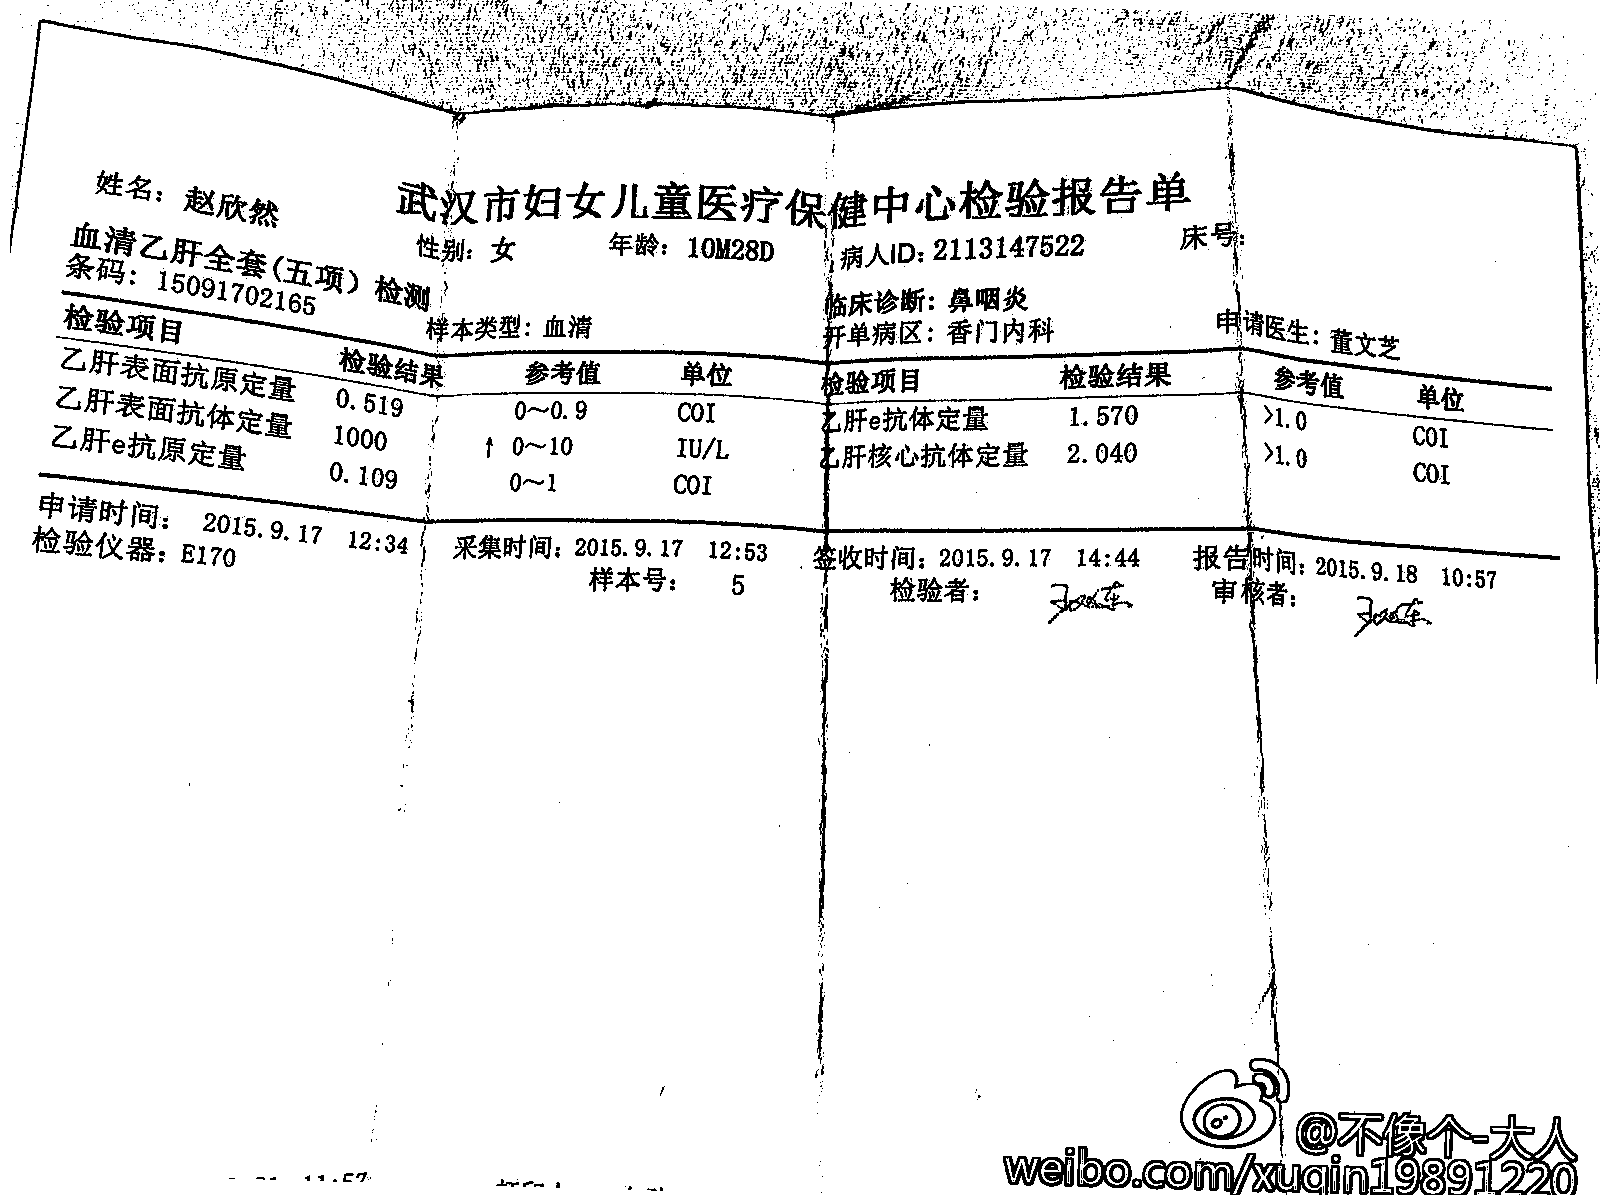 武汉市妇女儿童医疗保健中心检验报告单
姓名：赵欣然 性别：女 年龄：10M28D 病人ID：2113147522 床号：
血清乙肝全套(五项）检测 临床诊断：鼻咽炎
条码：15091702165 样本类型：血清 开单病区：香门内科 申请医生：董文芝
检验项目 检验结果 参考值 单位 检验项目 检验结果 参考值 单位
乙肝表面抗原定量 0.519 0～0.9 COI 乙肝e抗体定量 1.570 >1.0 COI
乙肝表面抗体定量 1000 ↑ 0～10 IU/L 乙肝核心抗体定量 2.040 >1.0 COI
乙肝e抗原定量 0.109 0～1 COI
申请时间：2015.9.17 12:34 采集时间：2015.9.17 12:53 签收时间：2015.9.17 14:44 报告时间：2015.9.18 10:57
检验仪器：E170 样本号： 5 检验者： 审核者：
@不像个-大人
weibo.com/xuqin19891220